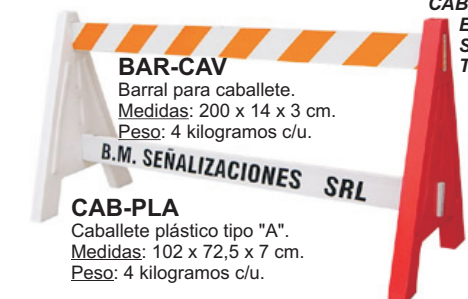 CAB
E
S
T
BAR-CAV
Barral para caballete.
Medidas: 200 x 14 x 3 cm.
Peso: 4 kilogramos c/u.
B.M. SEÑALIZACIONES SRL
CAB-PLA
Caballete plástico tipo "A".
Medidas: 102 x 72,5 x 7 cm.
Peso: 4 kilogramos c/u.